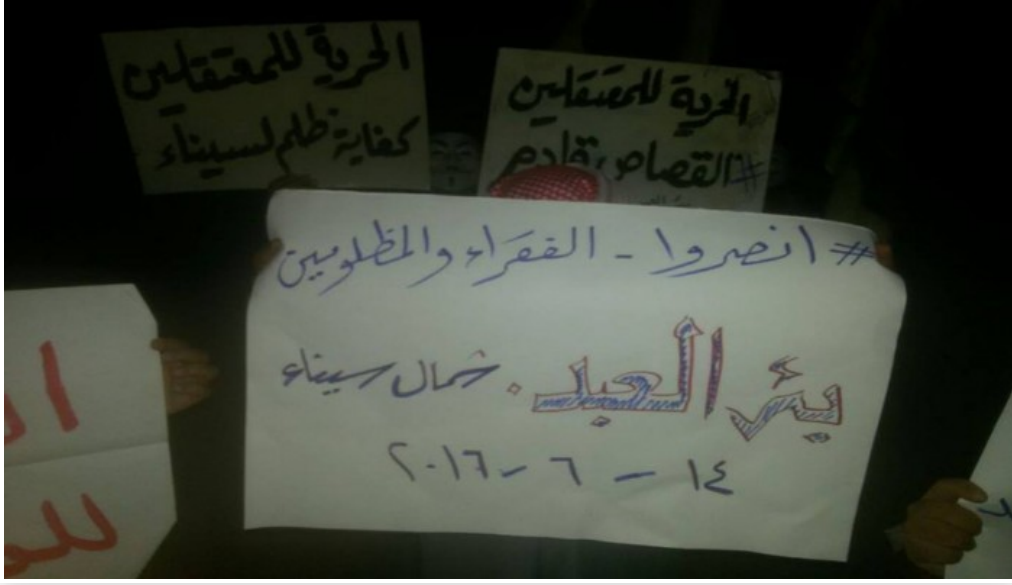 الحرية للمعتقلين
القصاص قادم#
الحرية للمعتقلين
كفاية ظلم لسيناء
# انصروا - الفقراء والمظلومين
بئر العبد. شمال سيناء
١٤ - ٦ - ٢٠١٦